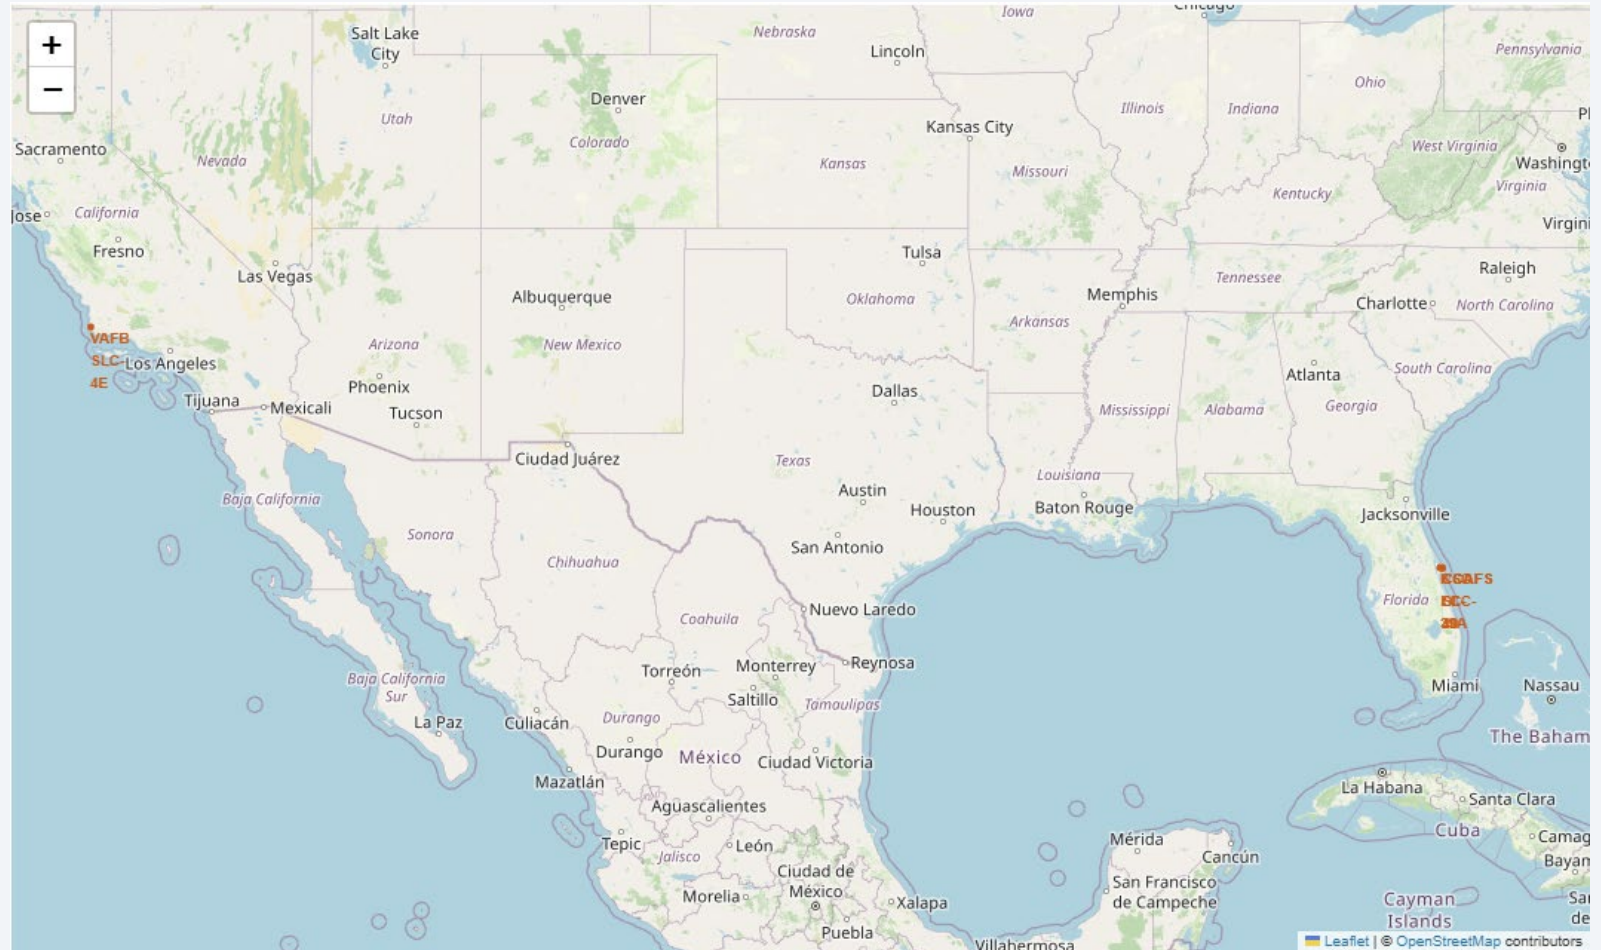 +
−
Salt Lake
City
Nebraska
Iowa
Lincoln
Pennsylvania
Ohio
Denver
Illinois
Indiana
Utah
Kansas City
Colorado
Sacramento
Nevada
Kansas
Missouri
West Virginia
Kentucky
Virginia
California
Fresno
Las Vegas
Tulsa
Tennessee
Raleigh
Albuquerque
Oklahoma
Memphis
Charlotte
North Carolina
Arkansas
VAFB
SLC-
4E
Los Angeles
Arizona
New Mexico
Atlanta
South Carolina
Phoenix
Dallas
Tijuana
Mexicali
Tucson
Mississippi
Alabama
Georgia
Ciudad Juárez
Texas
Louisiana
Baja California
Austin
Houston
Baton Rouge
Jacksonville
Sonora
San Antonio
Chihuahua
Florida
Coahuila
Nuevo Laredo
Torreón
Monterrey
Reynosa
Baja California
Sur
Saltillo
Tamaulipas
Miami
Nassau
La Paz
Culiacán
Durango
Durango
México
Ciudad Victoria
The Baham
Mazatlán
La Habana
Santa Clara
Aguascalientes
Cuba
Camag
Tepic
León
Mérida
Jalisco
Cancún
Bayam
Ciudad de
México
San Francisco
de Campeche
Morelia
Xalapa
Cayman
Islands
Puebla
Villahermosa
Leaflet | © OpenStreetMap contributors